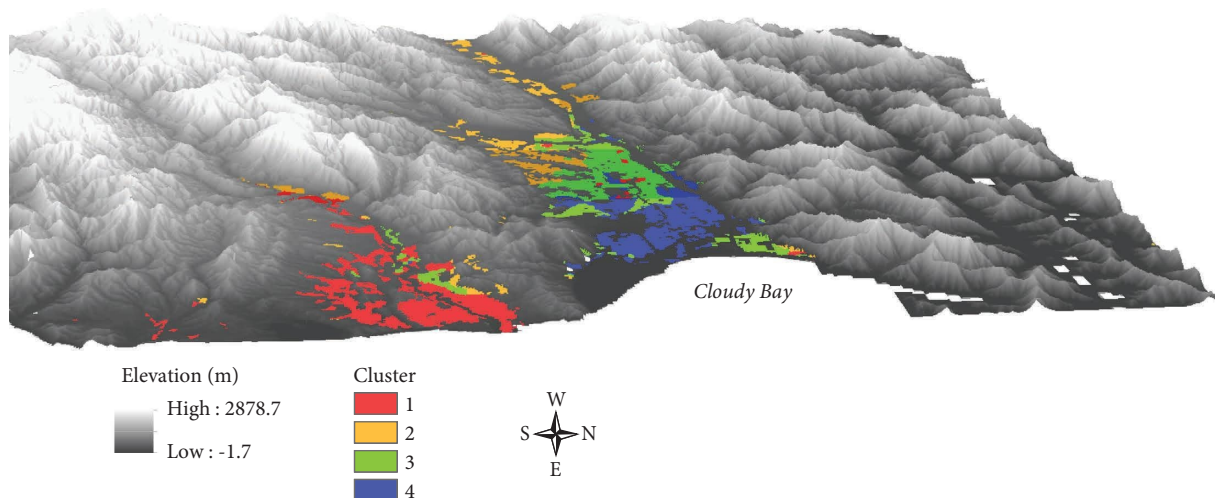 Cloudy Bay
Elevation (m)
High : 2878.7
Low : -1.7
Cluster
1
2
3
4
W
S N
E